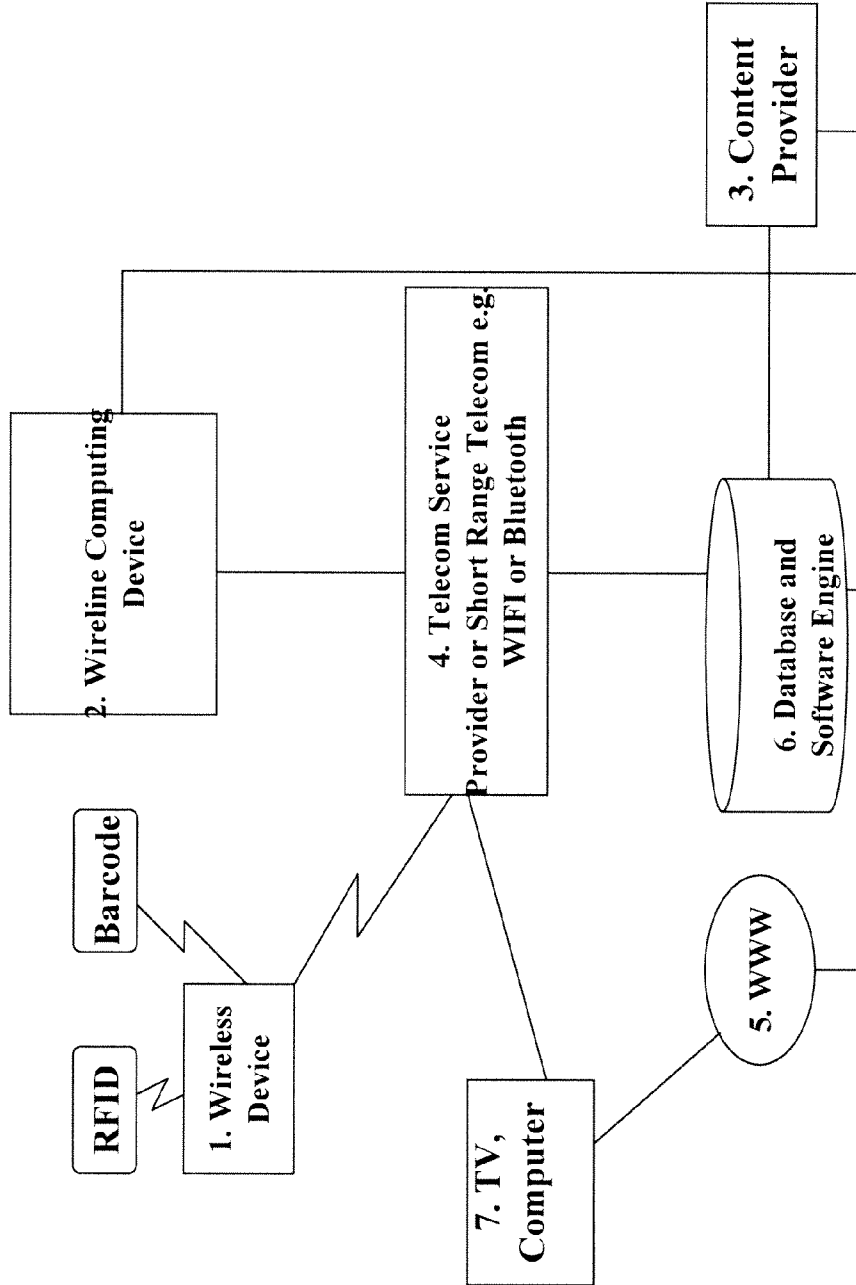 RFID
Barcode
1. Wireless
Device
2. Wireline Computing
Device
7. TV,
Computer
4. Telecom Service
Provider or Short Range Telecom e.g.
WIFI or Bluetooth
5. WWW
6. Database and
Software Engine
3. Content
Provider